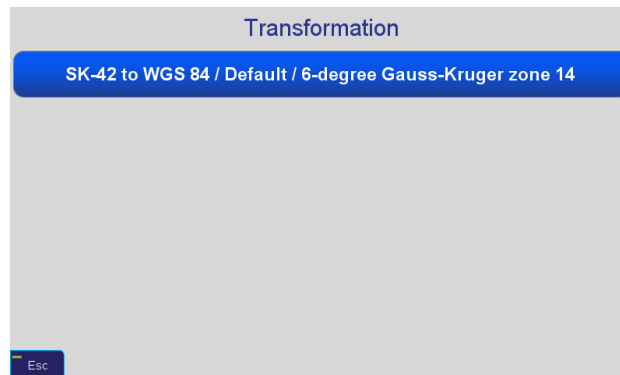 Transformation
SK-42 to WGS 84 / Default / 6-degree Gauss-Kruger zone 14
Esc